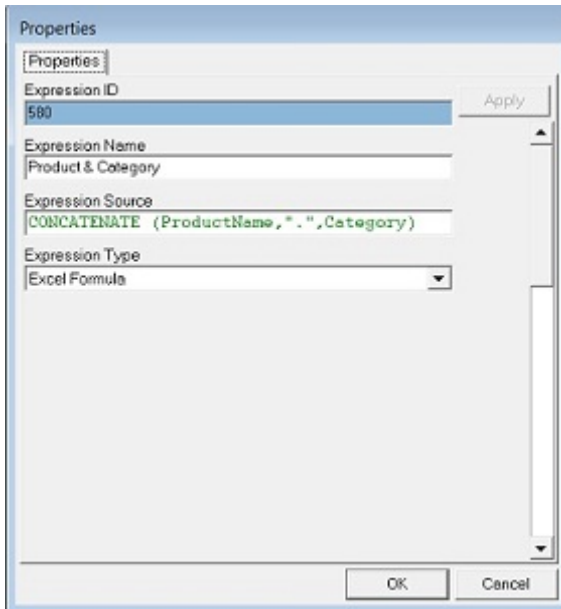 Properties
Properties
Expression ID
Apply
580
Expression Name
Product & Category
Expression Source
CONCATENATE (ProductName,".",Category)
Expression Type
Excel Formula
OK
Cancel